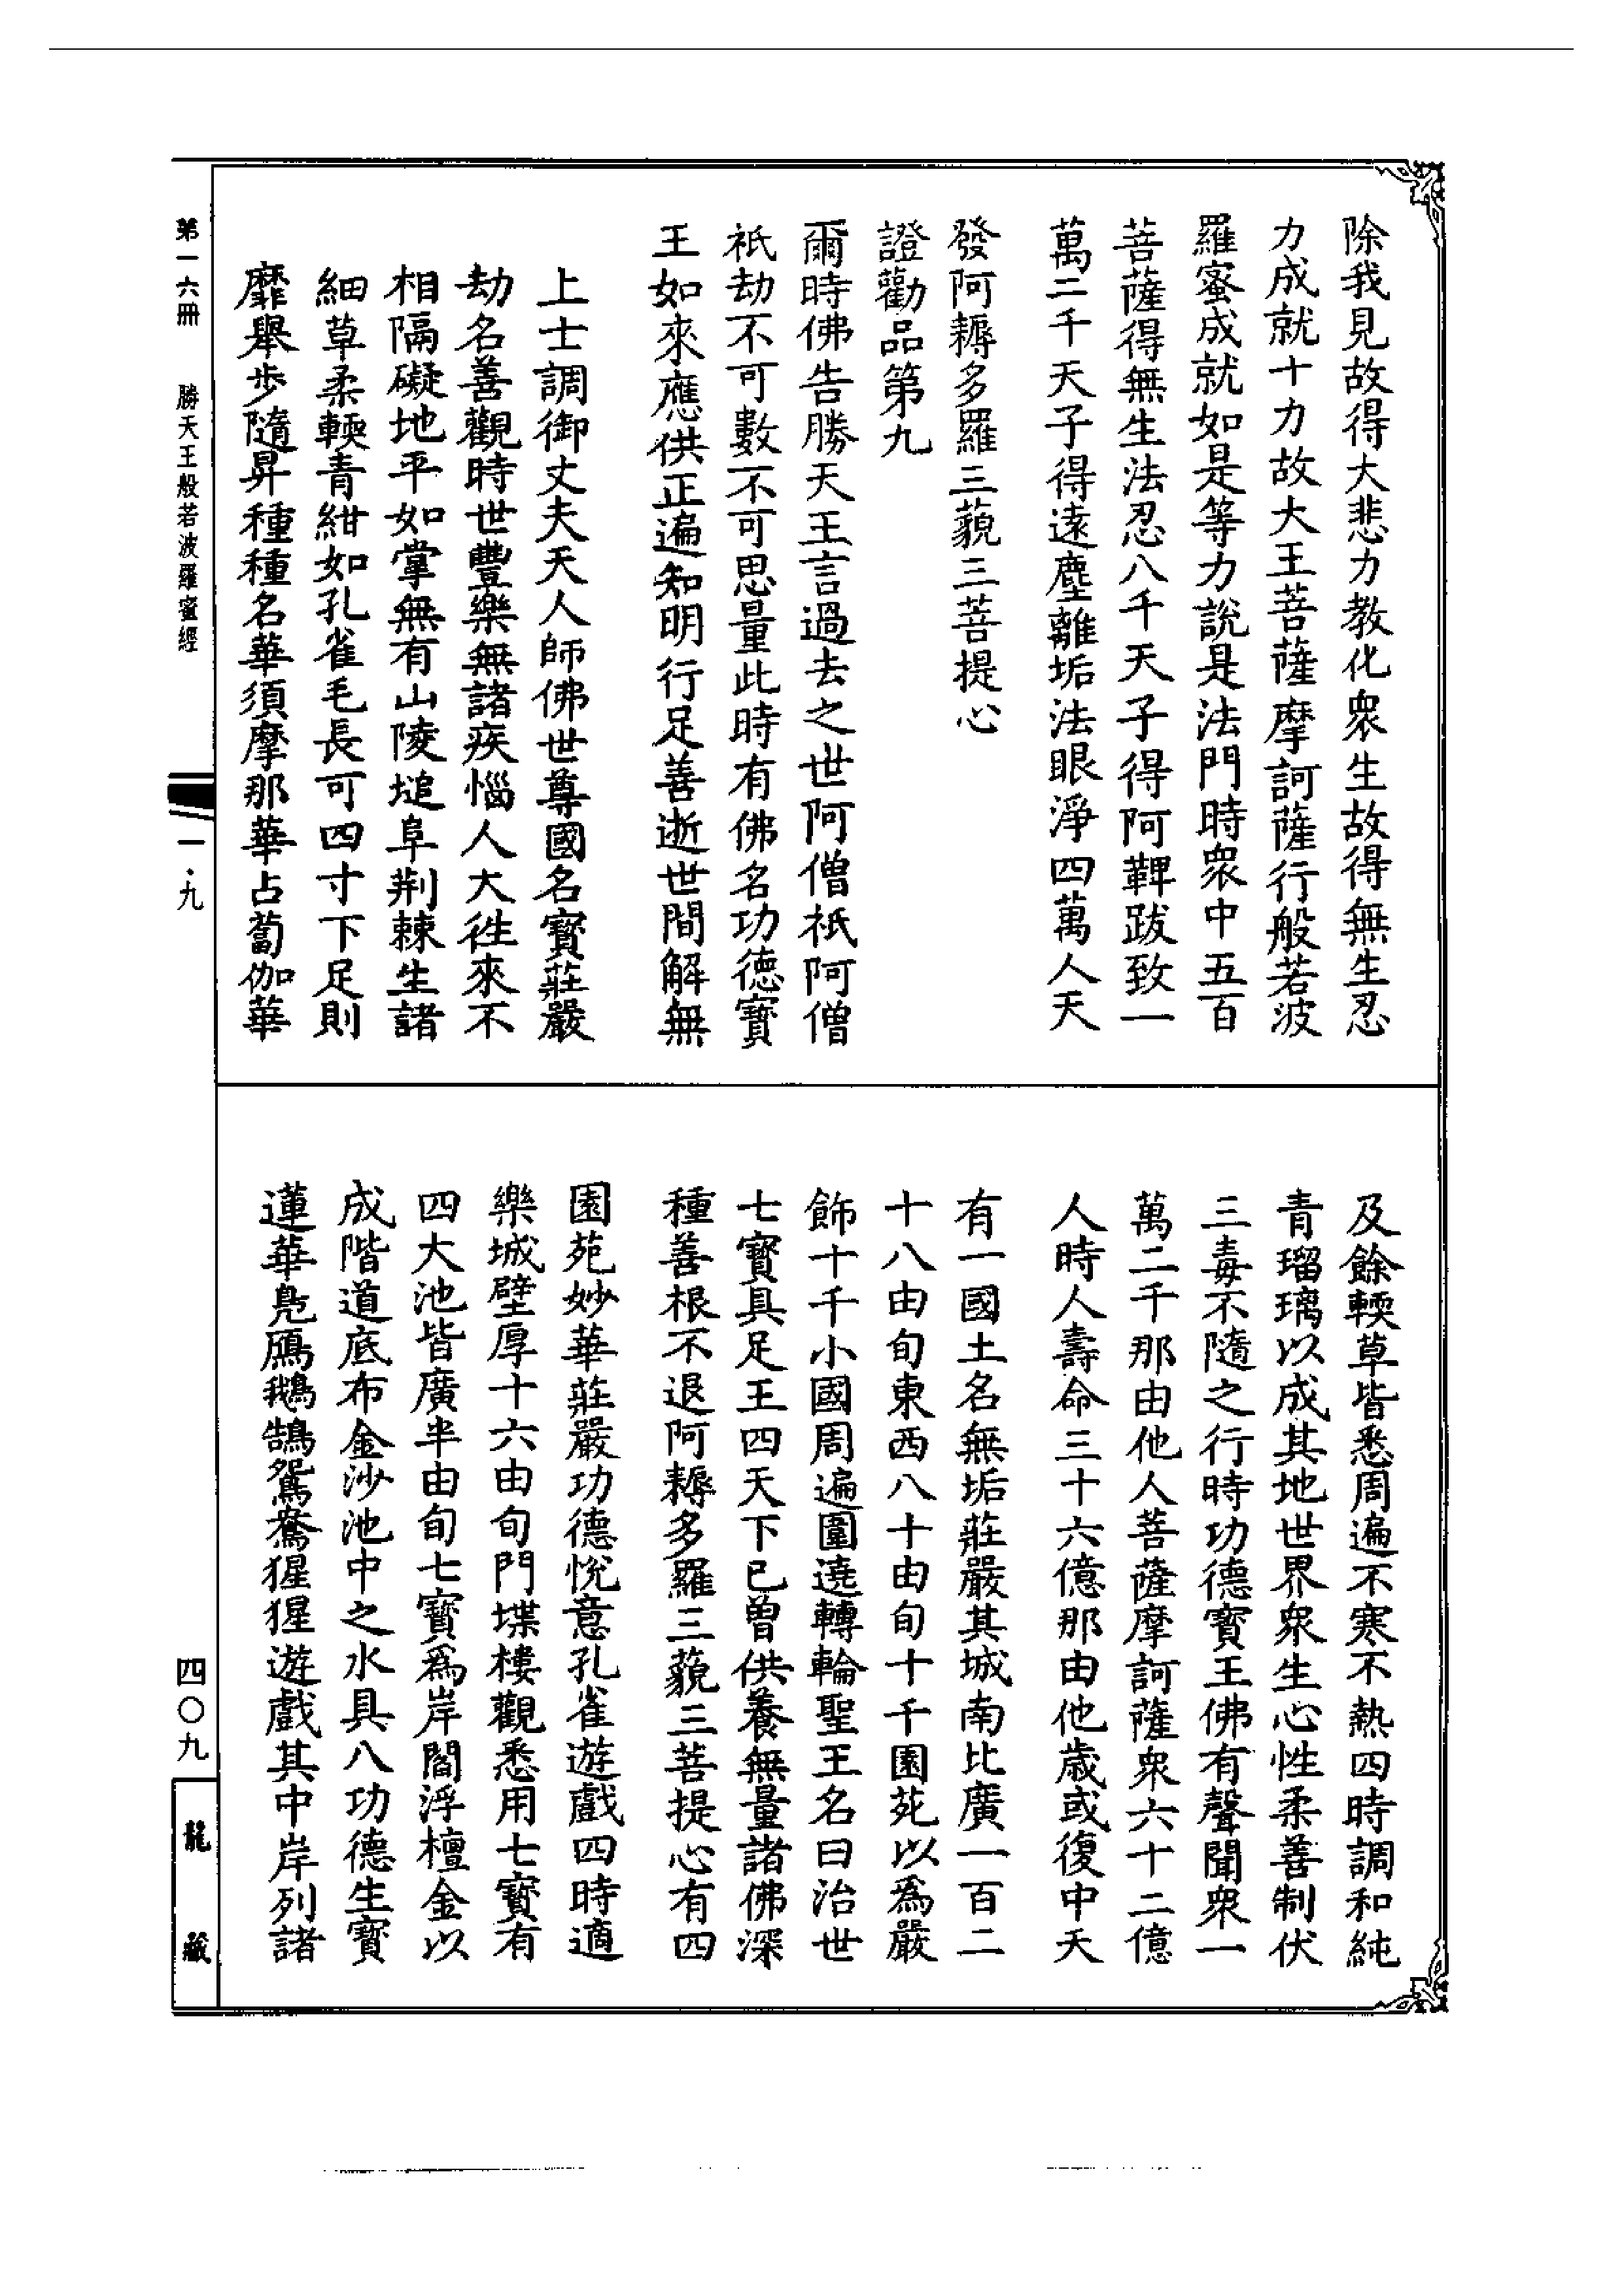 除我見故得大悲力教化衆生故得無生忍
力成就十力故大王菩薩摩訶薩行般若波
羅蜜成就如是等力說是法門時衆中五百
菩薩得無生法忍八千天子得阿鞞跋致一
萬二千天子得遠塵離垢法眼淨四萬人天
發阿耨多羅三藐三菩提心
證勸品第九
爾時佛告勝天王言過去之世阿僧祇阿僧
祇劫不可數不可思量此時有佛名功德寶
王如來應供正遍知明行足善逝世間解無
上士調御丈夫天人師佛世尊國名寶莊嚴
劫名善觀時世豐樂無諸疾惱人天徃來不
相隔礙地平如掌無有山陵塠阜荆棘生諸
細草柔輭青紺如孔雀毛長可四寸下足則
靡舉步隨昇種種名華須摩那華占蔔伽華
及餘輭草皆悉周遍不寒不熱四時調和純
青瑠璃以成其地世界衆生心性柔善制伏
三毒不隨之行時功德寶王佛有聲聞衆一
萬二千那由他人菩薩摩訶薩衆六十二億
人時人壽命三十六億那由他歲或復中夭
有一國土名無垢莊嚴其城南北廣一百二
十八由旬東西八十由旬十千園苑以爲嚴
飾十千小國周遍圍遶轉輪聖王名曰治世
七寶具足王四天下已曾供養無量諸佛深
種善根不退阿耨多羅三藐三菩提心有四
園苑妙華莊嚴功德悅意孔雀遊戲四時適
樂城壁厚十六由旬門堞樓觀悉用七寶有
四大池皆廣半由旬七寶爲岸閻浮檀金以
成階道底布金沙池中之水具八功德生寶
蓮華鳧鴈鵝鵠鴛鴦猩猩遊戲其中岸列諸
第一六冊 勝天王般若波羅蜜經
一·九
四〇九
龍藏